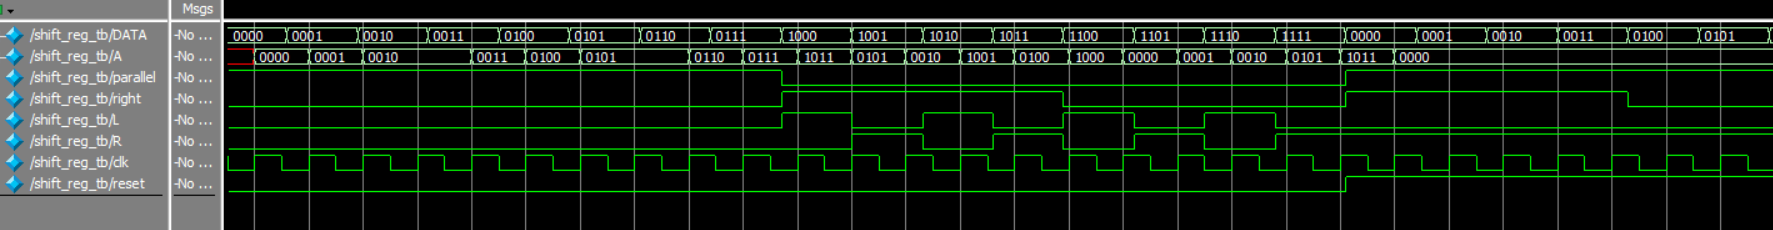 Msgs
/shift_reg_tb/DATA -No ... 0000 0001 0010 0011 0100 0101 0110 0111 1000 1001 1010 1011 1100 1101 1110 1111 0000 0001 0010 0011 0100 0101
/shift_reg_tb/A -No ... 0000 0001 0010 0011 0100 0101 0110 0111 1011 0101 0010 1001 0100 1000 0000 0001 0010 0101 1011 0000
/shift_reg_tb/parallel -No ...
/shift_reg_tb/right -No ...
/shift_reg_tb/L -No ...
/shift_reg_tb/R -No ...
/shift_reg_tb/clk -No ...
/shift_reg_tb/reset -No ...